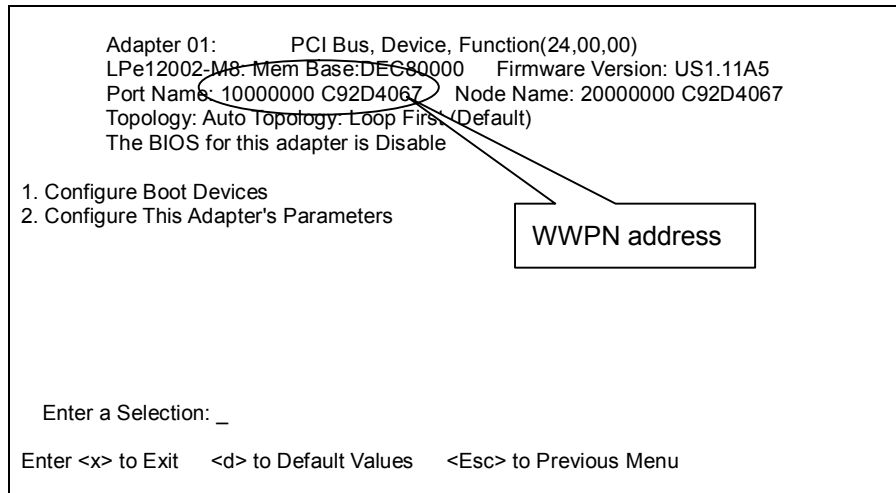 Adapter 01: PCI Bus, Device, Function(24,00,00)
LPe12002-M8: Mem Base:DEC80000 Firmware Version: US1.11A5
Port Name: 10000000 C92D4067 Node Name: 20000000 C92D4067
Topology: Auto Topology: Loop First (Default)
The BIOS for this adapter is Disable
1. Configure Boot Devices
2. Configure This Adapter's Parameters
WWPN address
Enter a Selection: _
Enter <x> to Exit <d> to Default Values <Esc> to Previous Menu